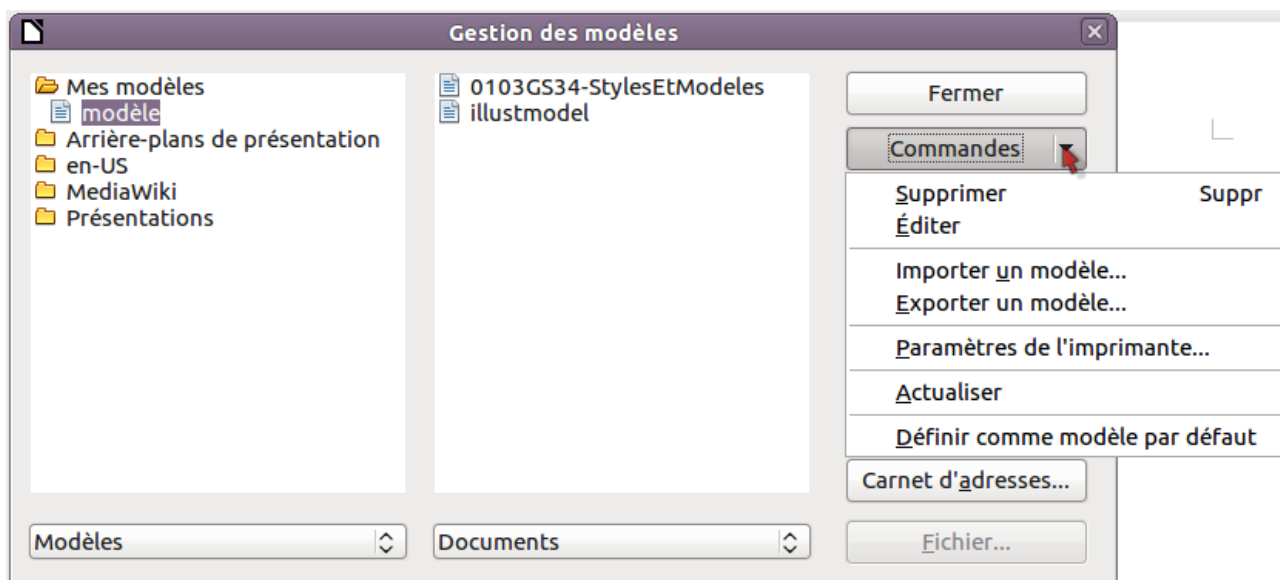 Gestion des modèles
Mes modèles
modèle
Arrière-plans de présentation
en-US
MediaWiki
Présentations
0103GS34-StylesEtModeles
illustmodel
Fermer
Commandes
Supprimer Suppr
Éditer
Importer un modèle...
Exporter un modèle...
Paramètres de l'imprimante...
Actualiser
Définir comme modèle par défaut
Carnet d'adresses...
Modèles
Documents
Fichier...